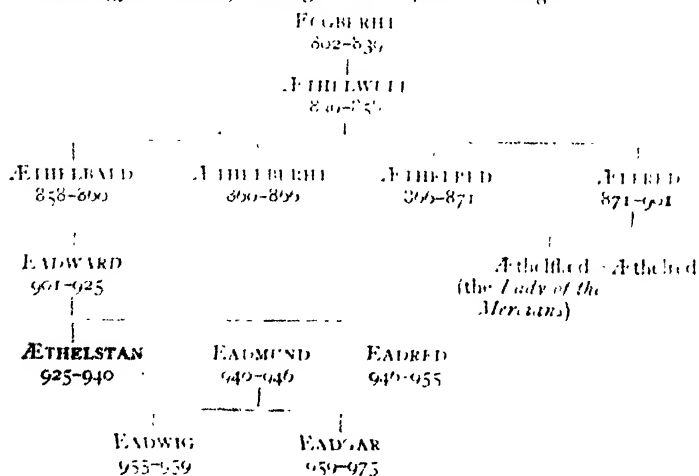 ECGBERHT
802–839
ÆTHELWULF
839–858
ÆTHELBALD ÆTHELBERHT ÆTHELRED ÆLFRED
858–860 860–866 866–871 871–901
EADWARD Æthelflæd Æthelred
901–925 (the Lady of the
Mercians)
ÆTHELSTAN EADMUND EADRED
925–940 940–946 946–955
EADWIG EADGAR
955–959 959–975